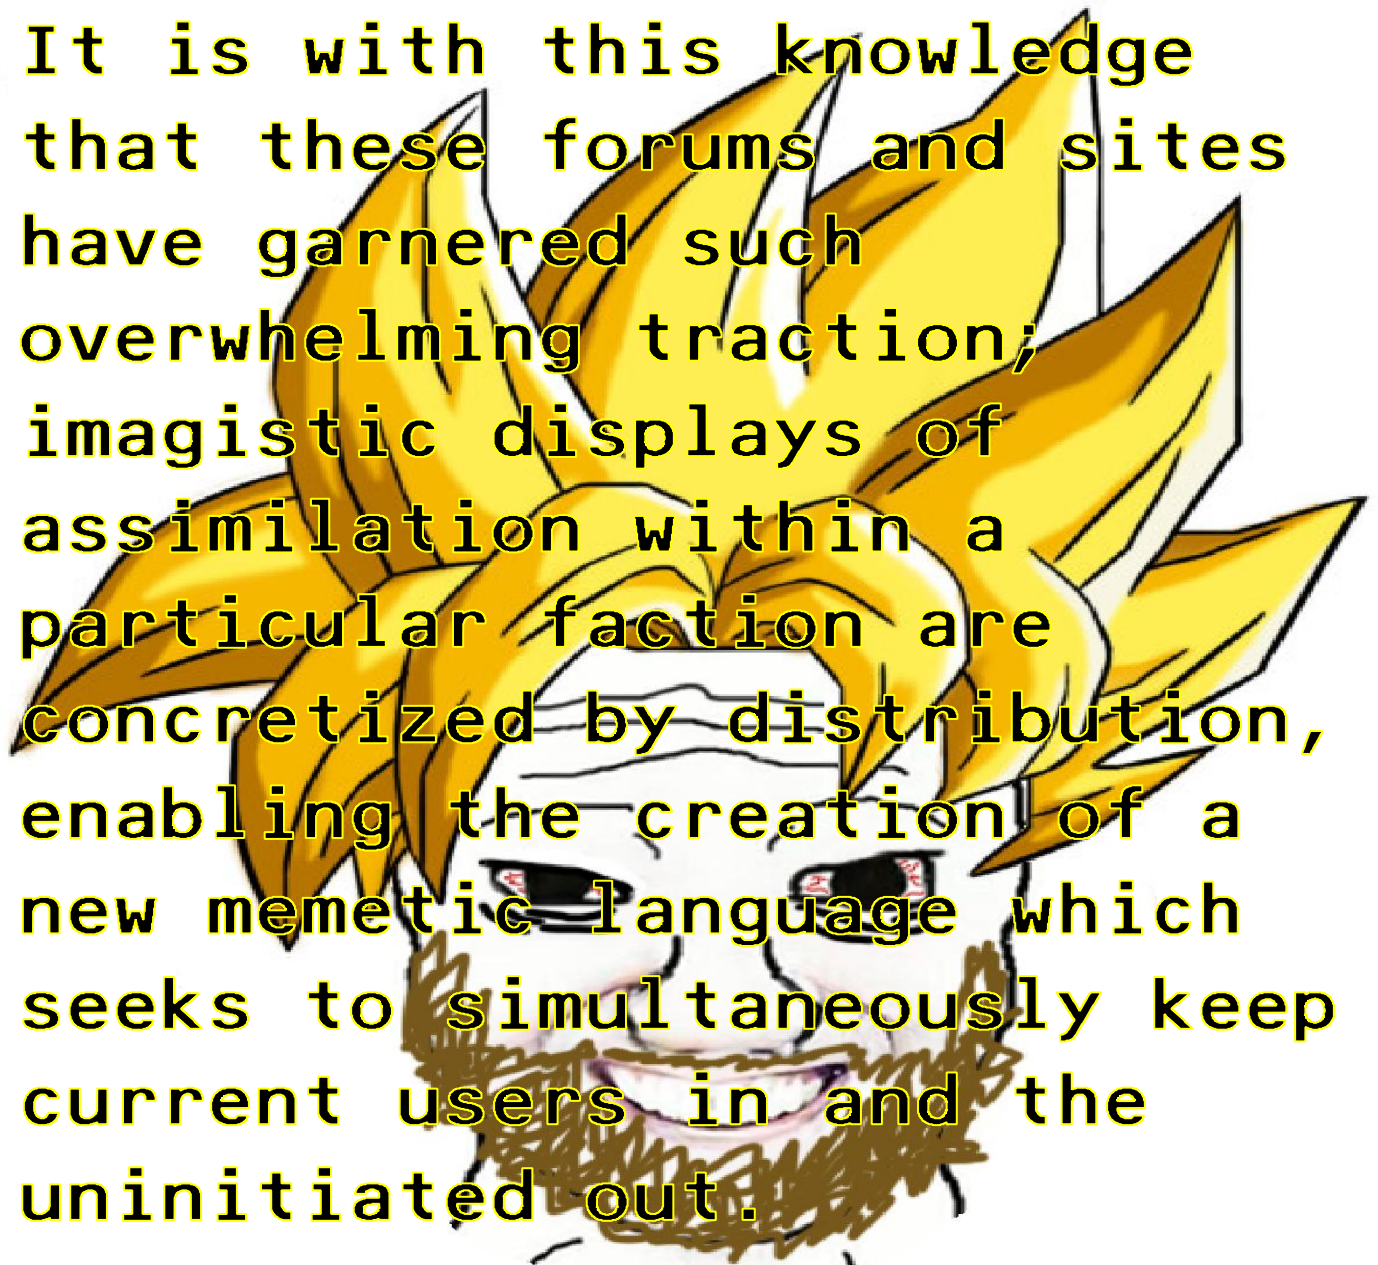 It is with this knowledge
that these forums and sites
have garnered such
overwhelming traction;
imagistic displays of
assimilation within a
particular faction are
concretized by distribution,
enabling the creation of a
new memetic language which
seeks to simultaneously keep
current users in and the
uninitiated out.